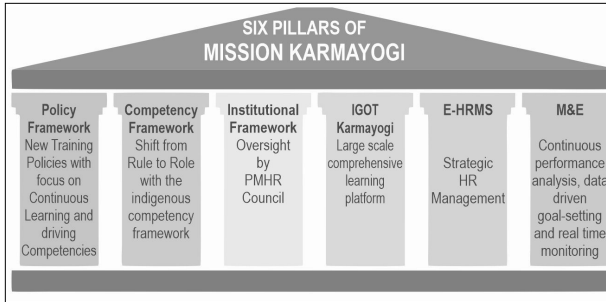 SIX PILLARS OF
MISSION KARMAYOGI
Policy
Framework
New Training
Policies with
focus on
Continuous
Learning and
driving
Competencies
Competency
Framework
Shift from
Rule to Role
with the
indigenous
competency
framework
Institutional
Framework
Oversight
by
PMHR
Council
IGOT
Karmayogi
Large scale
comprehensive
learning
platform
E-HRMS
Strategic
HR
Management
M&E
Continuous
performance
analysis, data
driven
goal-setting
and real time
monitoring